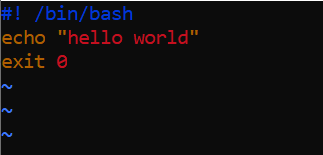 #! /bin/bash
echo "hello world"
exit 0
~
~
~